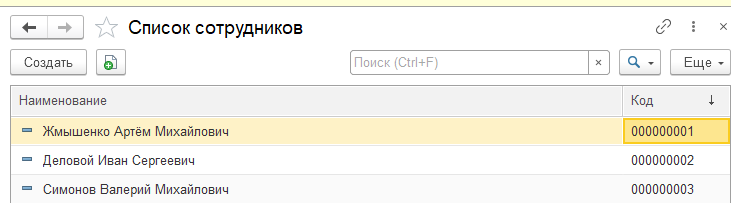 Список сотрудников
Создать Поиск (Ctrl+F) Еще
Наименование Код
Жмышенко Артём Михайлович 000000001
Деловой Иван Сергеевич 000000002
Симонов Валерий Михайлович 000000003